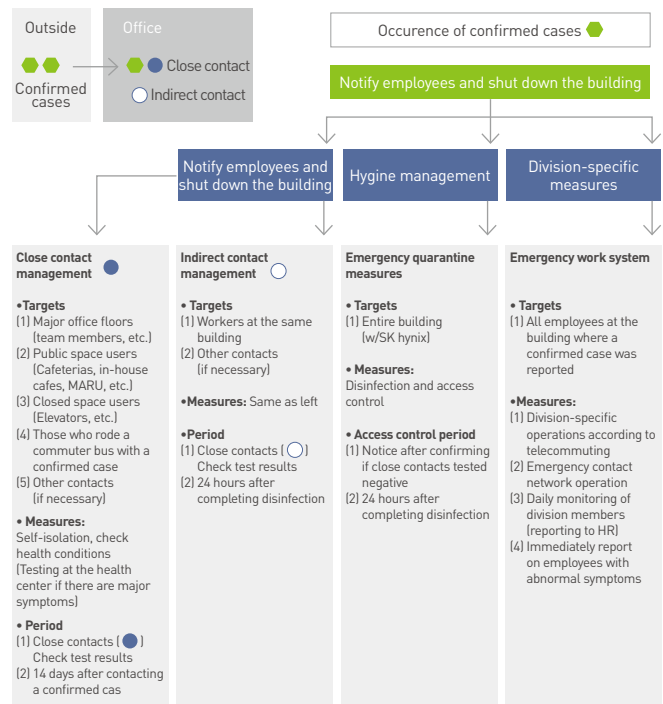 Outside
Confirmed
cases
Office
Close contact
Indirect contact
Occurence of confirmed cases
Notify employees and shut down the building
Notify employees and
shut down the building
Hygine management
Division-specific
measures
Close contact
management
•Targets
(1) Major office floors
(team members, etc.)
(2) Public space users
(Cafeterias, in-house
cafes, MARU, etc.)
(3) Closed space users
(Elevators, etc.)
(4) Those who rode a
commuter bus with a
confirmed case
(5) Other contacts
(if necessary)
• Measures:
Self-isolation, check
health conditions
(Testing at the health
center if there are major
symptoms)
• Period
(1) Close contacts ( )
Check test results
(2) 14 days after contacting
a confirmed cas
Indirect contact
management
• Targets
(1) Workers at the same
building
(2) Other contacts
(if necessary)
•Measures: Same as left
•Period
(1) Close contacts ( )
Check test results
(2) 24 hours after
completing disinfection
Emergency quarantine
measures
• Targets
(1) Entire building
(w/SK hynix)
• Measures:
Disinfection and access
control
• Access control period
(1) Notice after confirming
if close contacts tested
negative
(2) 24 hours after
completing disinfection
Emergency work system
• Targets
(1) All employees at the
building where a
confirmed case was
reported
•Measures:
(1) Division-specific
operations according to
telecommuting
(2) Emergency contact
network operation
(3) Daily monitoring of
division members
(reporting to HR)
(4) Immediately report
on employees with
abnormal symptoms